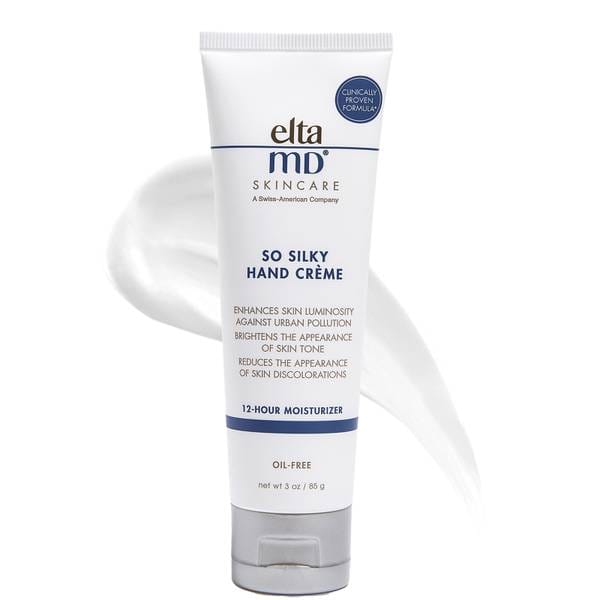 CLINICALLY
PROVEN
FORMULA*
elta
MD®
SKINCARE
A Swiss-American Company
SO SILKY
HAND CRÈME
ENHANCES SKIN LUMINOSITY
AGAINST URBAN POLLUTION
BRIGHTENS THE APPEARANCE
OF SKIN TONE
REDUCES THE APPEARANCE
OF SKIN DISCOLORATIONS
12-HOUR MOISTURIZER
OIL-FREE
net wt 3 oz / 85 g